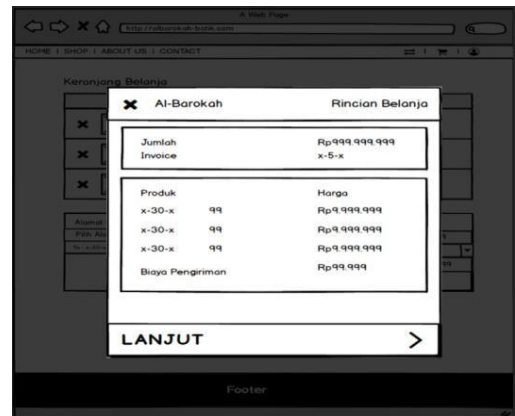 A Web Page
http://albarokah-bank.com
HOME | SHOP | ABOUT US | CONTACT
Keranjang Belanja
Al-Barokah Rincian Belanja
Jumlah Rp999.999.999
Invoice x-5-x
Produk Harga
x-30-x 99 Rp9.999.999
x-30-x 99 Rp9.999.999
x-30-x 99 Rp9.999.999
Biaya Pengiriman Rp99.999
Alamat
LANJUT
Footer